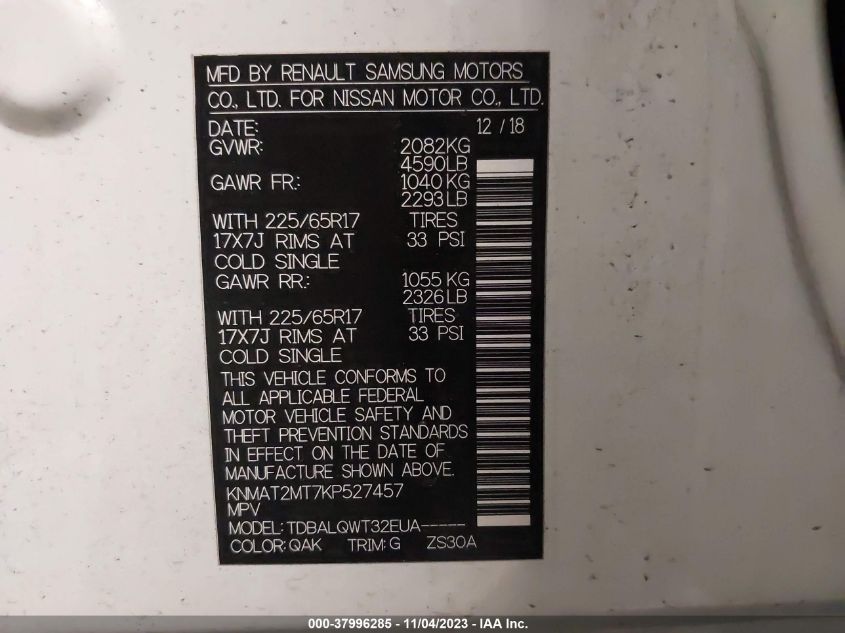 MFD BY RENAULT SAMSUNG MOTORS
CO., LTD. FOR NISSAN MOTOR CO., LTD.
DATE: 12 / 18
GVWR: 2082KG
4590LB
GAWR FR.: 1040 KG
2293 LB
WITH 225/65R17 TIRES
17X7J RIMS AT 33 PSI
COLD SINGLE
GAWR RR.: 1055 KG
2326LB
WITH 225/65R17 TIRES
17X7J RIMS AT 33 PSI
COLD SINGLE
THIS VEHICLE CONFORMS TO
ALL APPLICABLE FEDERAL
MOTOR VEHICLE SAFETY AND
THEFT PREVENTION STANDARDS
IN EFFECT ON THE DATE OF
MANUFACTURE SHOWN ABOVE.
KNMAT2MT7KP527457
MPV
MODEL: TDBALQWT32EUA-----
COLOR: QAK TRIM: G ZS30A
000-37996285 - 11/04/2023 - IAA Inc.